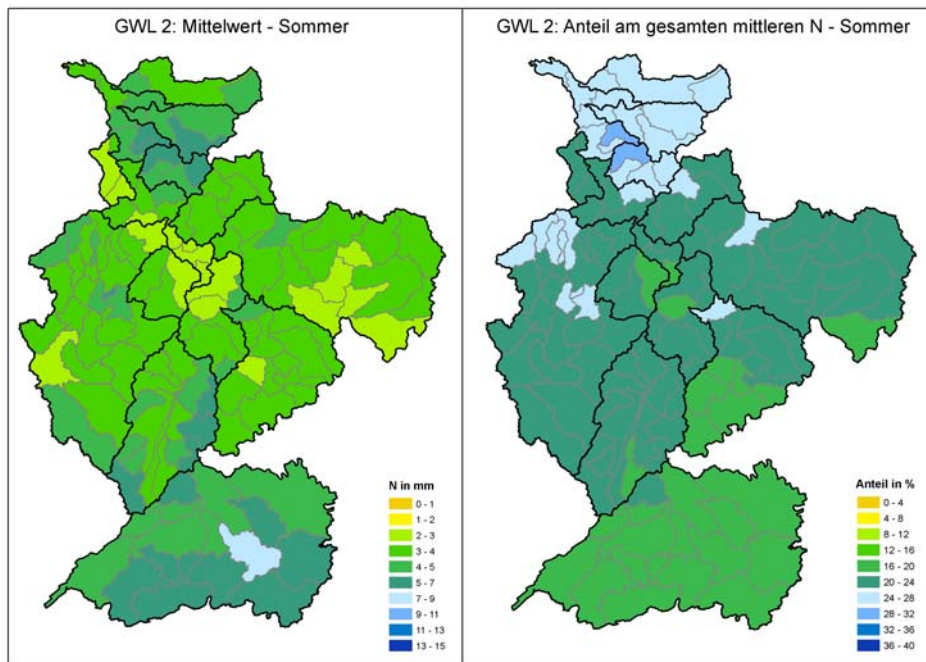 GWL 2: Mittelwert - Sommer
N in mm
0 - 1
1 - 2
2 - 3
3 - 4
4 - 5
5 - 7
7 - 9
9 - 11
11 - 13
13 - 15
GWL 2: Anteil am gesamten mittleren N - Sommer
Anteil in %
0 - 4
4 - 8
8 - 12
12 - 16
16 - 20
20 - 24
24 - 28
28 - 32
32 - 36
36 - 40